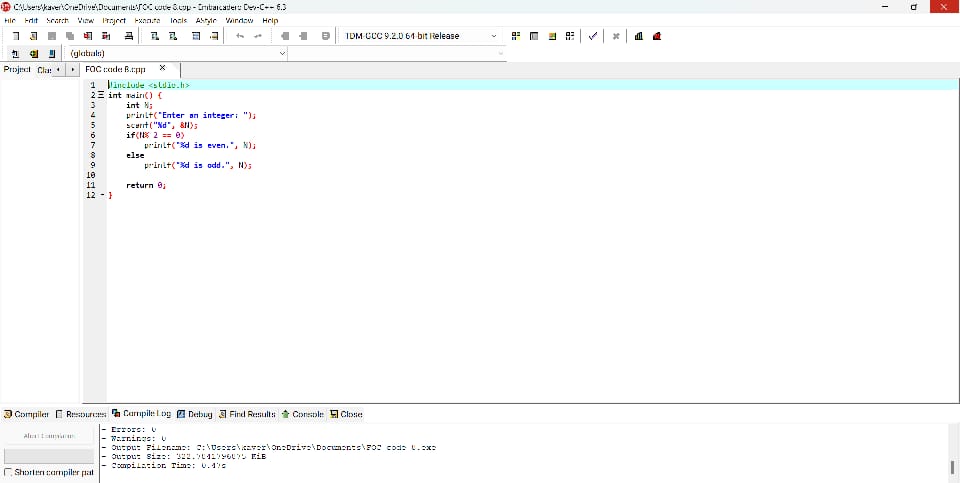 C:\Users\kaver\OneDrive\Documents\FOC code 8.cpp - Embarcadero Dev-C++ 6.3
File Edit Search View Project Execute Tools AStyle Window Help
TDM-GCC 9.2.0 64-bit Release
(globals)
Project Clas FOC code 8.cpp
1 #include <stdio.h>
2 int main() {
3 int N;
4 printf("Enter an integer: ");
5 scanf("%d", &N);
6 if(N% 2 == 0)
7 printf("%d is even.", N);
8 else
9 printf("%d is odd.", N);
10
11 return 0;
12 }
Compiler Resources Compile Log Debug Find Results Console Close
Abort Compilation
Shorten compiler pat
- Errors: 0
- Warnings: 0
- Output Filename: C:\Users\kaver\OneDrive\Documents\FOC code 8.exe
- Output Size: KiB
- Compilation Time: 0.47s